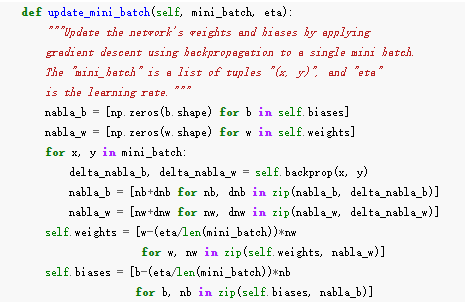 def update_mini_batch(self, mini_batch, eta):
    """Update the network's weights and biases by applying
    gradient descent using backpropagation to a single mini batch.
    The "mini_batch" is a list of tuples "(x, y)", and "eta"
    is the learning rate."""
    nabla_b = [np.zeros(b.shape) for b in self.biases]
    nabla_w = [np.zeros(w.shape) for w in self.weights]
    for x, y in mini_batch:
        delta_nabla_b, delta_nabla_w = self.backprop(x, y)
        nabla_b = [nb+dnb for nb, dnb in zip(nabla_b, delta_nabla_b)]
        nabla_w = [nw+dnw for nw, dnw in zip(nabla_w, delta_nabla_w)]
    self.weights = [w-(eta/len(mini_batch))*nw
                    for w, nw in zip(self.weights, nabla_w)]
    self.biases = [b-(eta/len(mini_batch))*nb
                   for b, nb in zip(self.biases, nabla_b)]